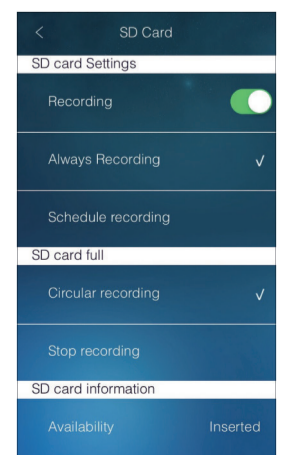 SD Card
SD card Settings
Recording
Always Recording
Schedule recording
SD card full
Circular recording
Stop recording
SD card information
Availability Inserted